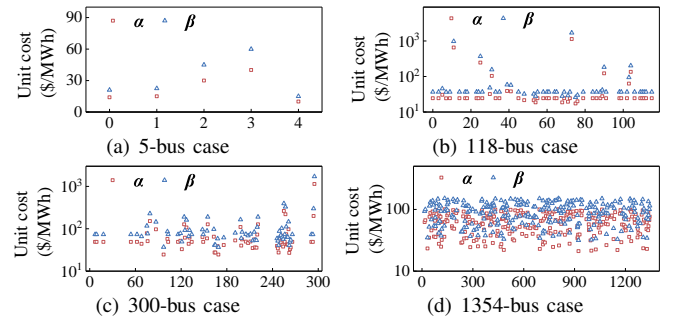 α β
Unit cost
($/MWh)
90
60
30
0
0 1 2 3 4
(a) 5-bus case
α β
Unit cost
($/MWh)
10³
10²
10¹
0 20 40 60 80 100
(b) 118-bus case
α β
Unit cost
($/MWh)
10³
10²
10¹
0 60 120 180 240 300
(c) 300-bus case
α β
Unit cost
($/MWh)
100
10
0 300 600 900 1200
(d) 1354-bus case